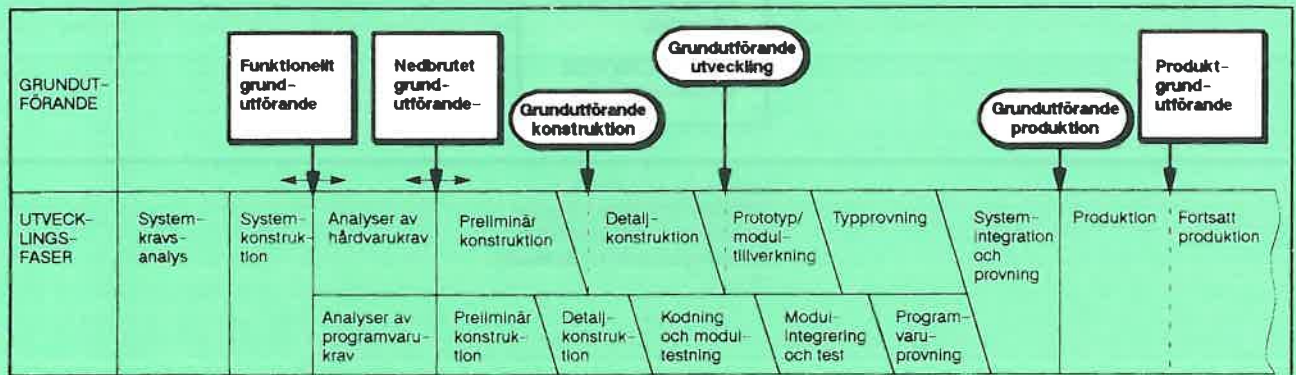 GRUNDUT-
FÖRANDE
Funktionellt
grund-
utförande
Nedbrutet
grund-
utförande-
Grundutförande
konstruktion
Grundutförande
utveckling
Grundutförande
produktion
Produkt-
grund-
utförande
UTVECK-
LINGS-
FASER
System-
kravs-
analys
System-
konstruk-
tion
Analyser av
hårdvarukrav
Preliminär
konstruktion
Detalj-
konstruktion
Prototyp/
modul-
tillverkning
Typprovning
System-
integration
och
provning
Produktion
Fortsatt
produktion
Analyser av
programvaru-
krav
Preliminär
konstruk-
tion
Detalj-
konstruk-
tion
Kodning
och modul-
testning
Modul-
integrering
och test
Program-
varu-
provning